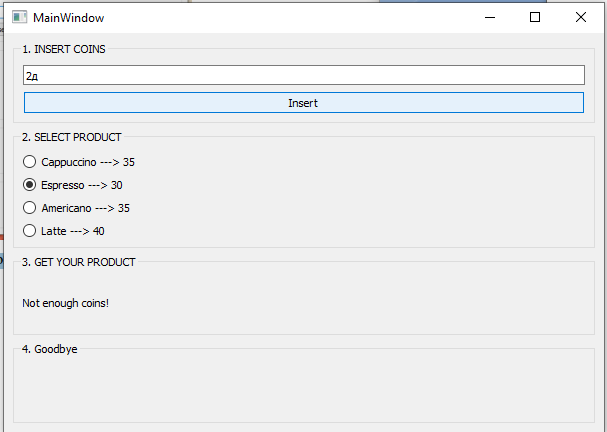 MainWindow
1. INSERT COINS
2д
Insert
2. SELECT PRODUCT
Cappuccino ---> 35
Espresso ---> 30
Americano ---> 35
Latte ---> 40
3. GET YOUR PRODUCT
Not enough coins!
4. Goodbye